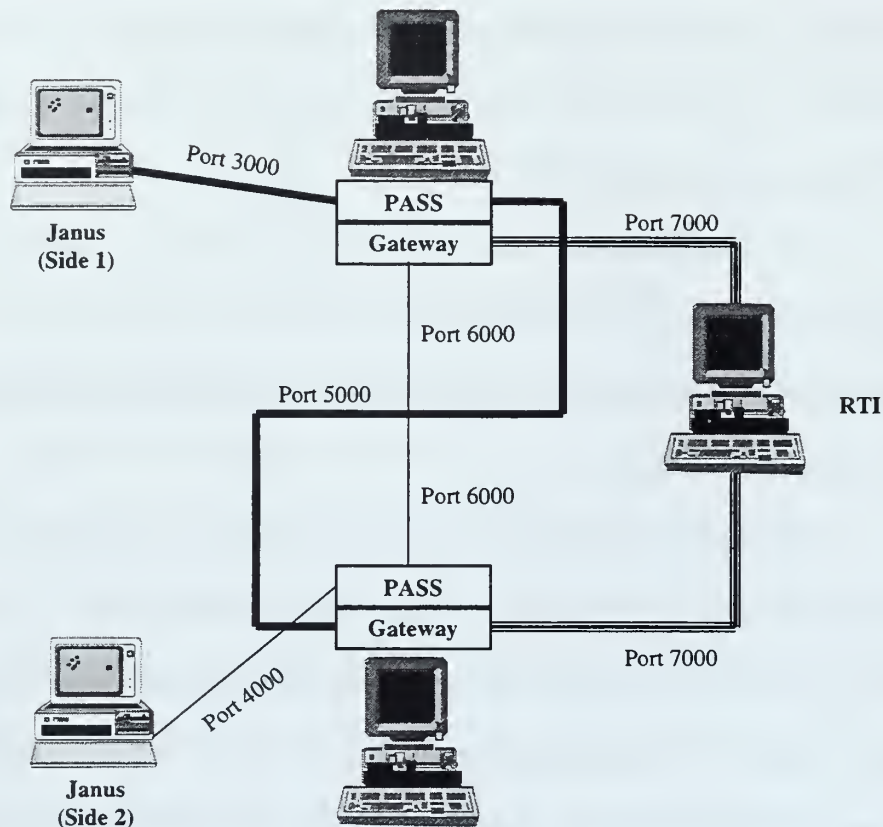 Port 3000
PASS
Gateway
Port 7000
Janus
(Side 1)
Port 6000
Port 5000
RTI
Port 6000
PASS
Gateway
Port 7000
Port 4000
Janus
(Side 2)